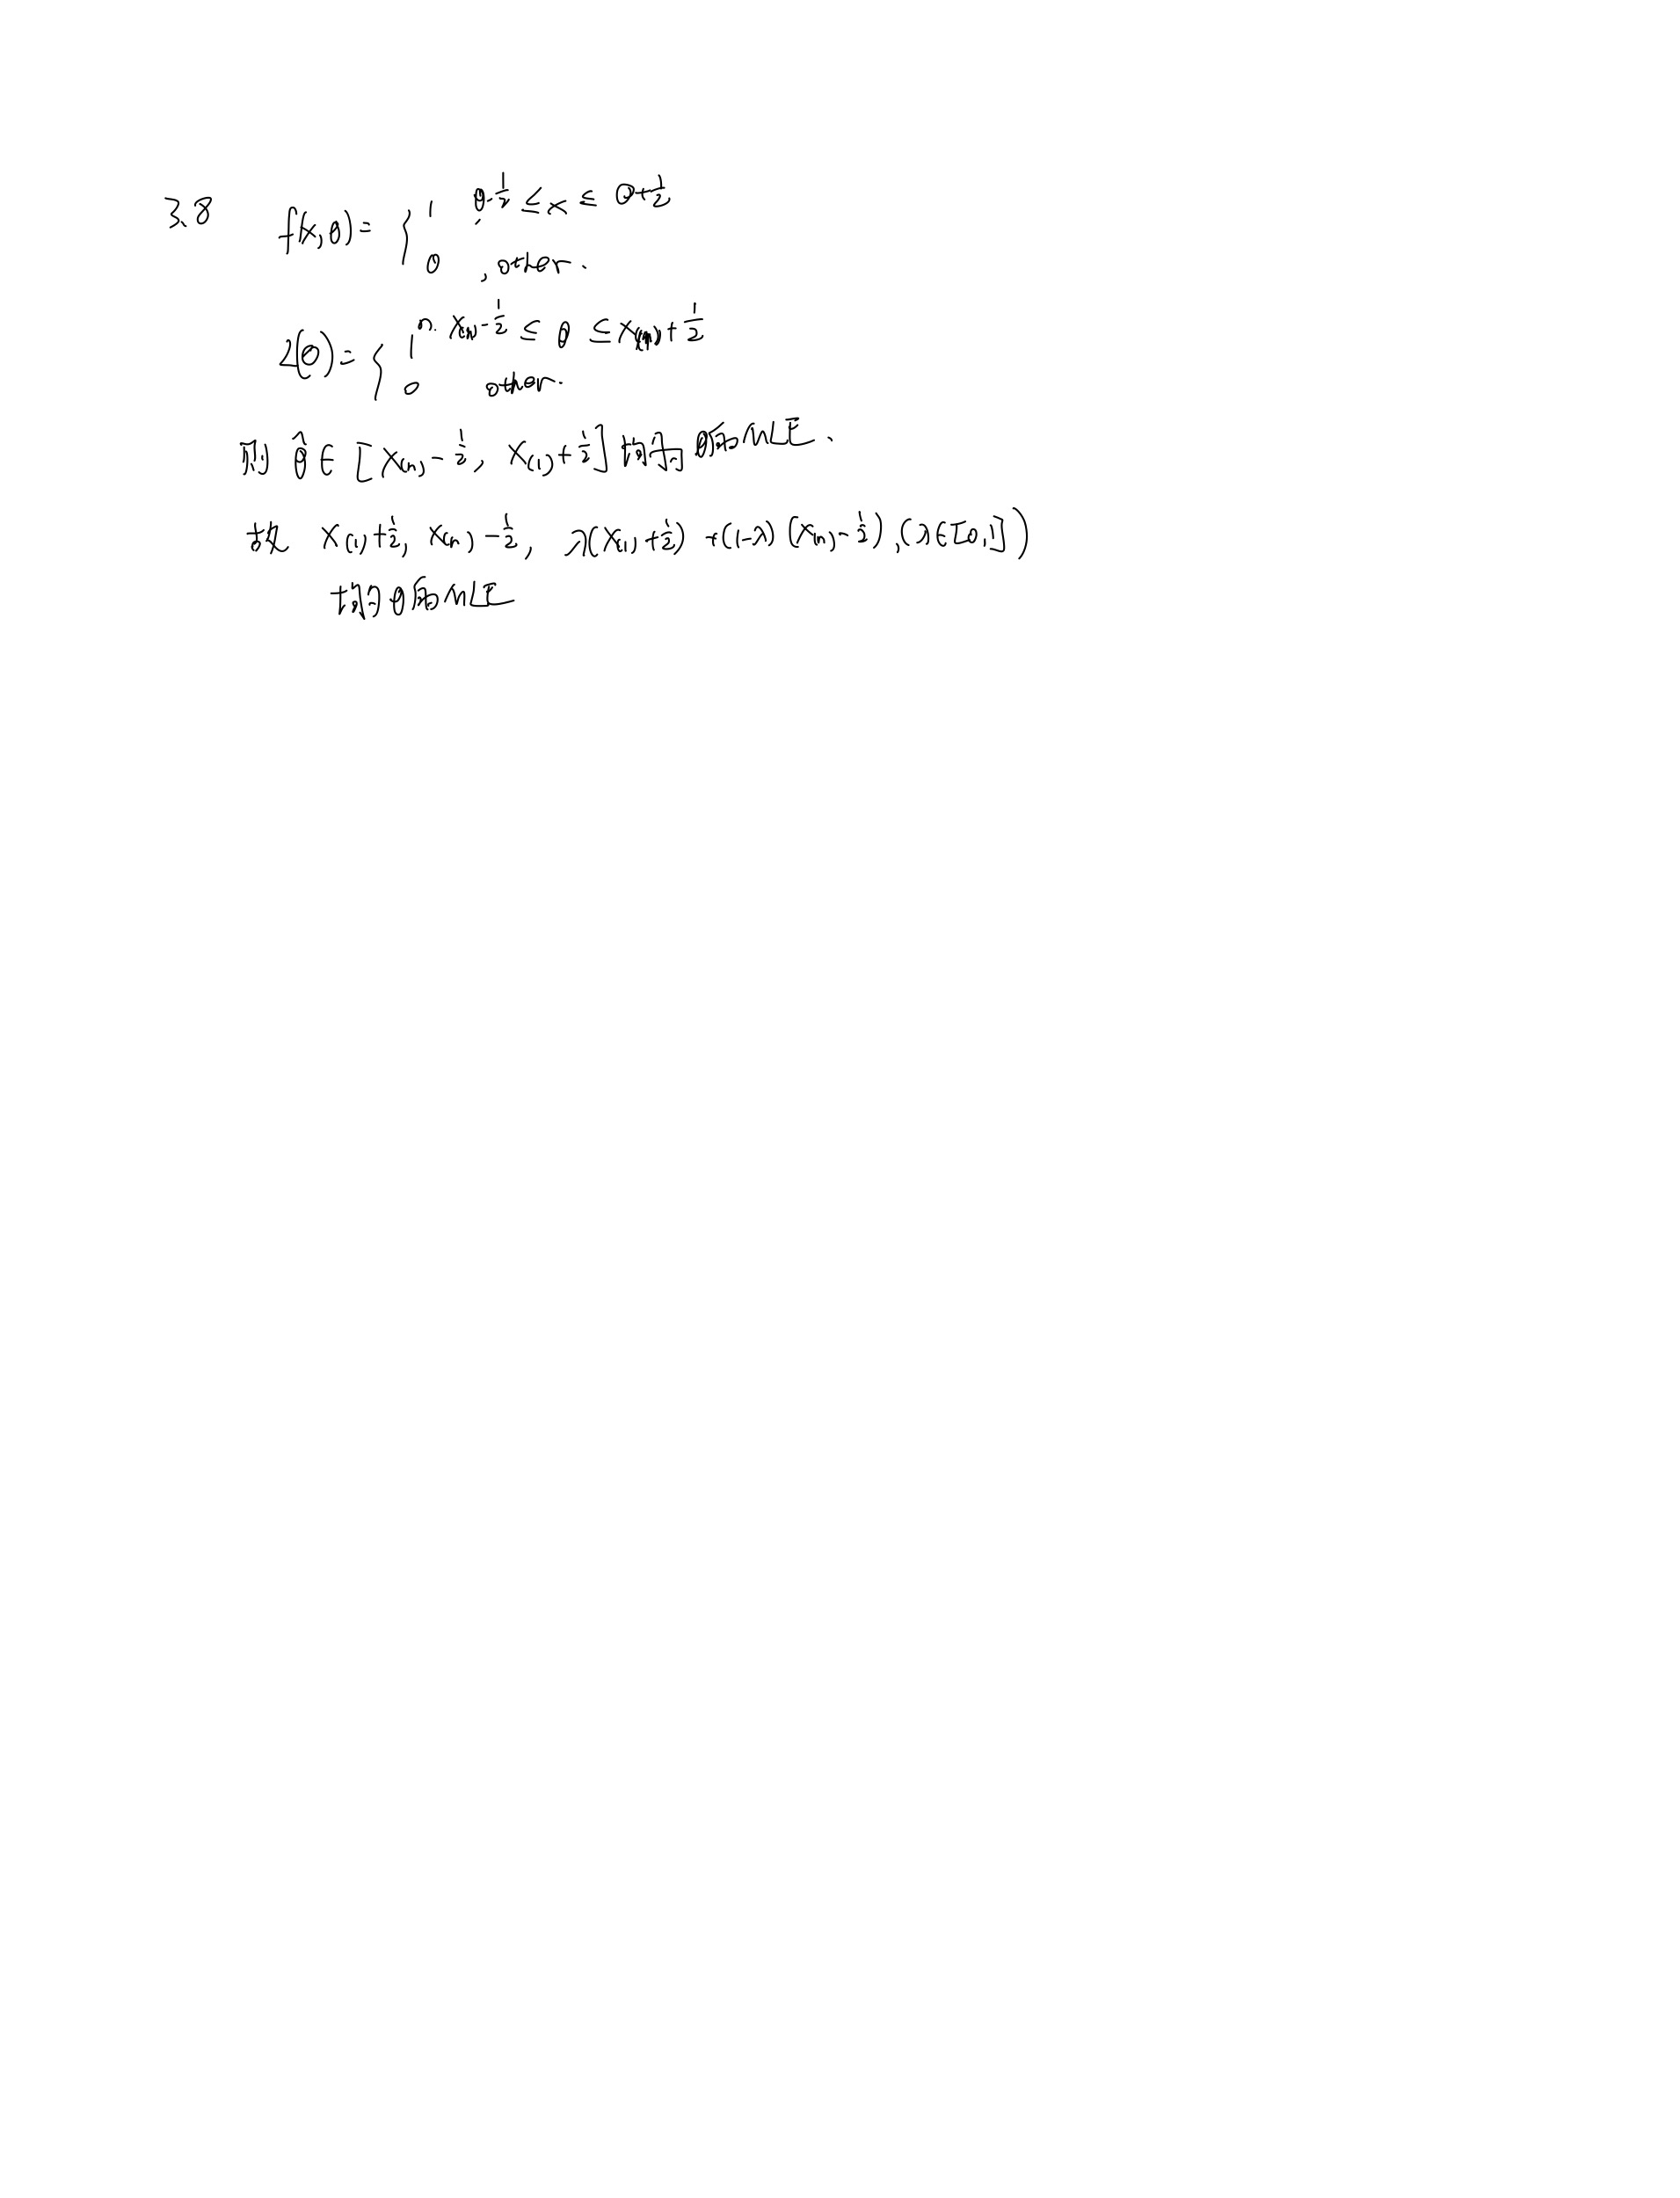 3.8 f(x,θ)= { 1 , θ-1/2 ≤ x ≤ θ+1/2
0 , other.
L(θ)= { 1ⁿ. X(n)-1/2 ≤ θ ≤ X(1)+1/2
0 other.
则 θ̂ ∈ [X(n) - 1/2, X(1) + 1/2] 均为θ的MLE.
故 X(1)+1/2, X(n) - 1/2, λ(X(1)+1/2) + (1-λ)(X(n)-1/2), (λ∈[0,1])
均为θ的MLE